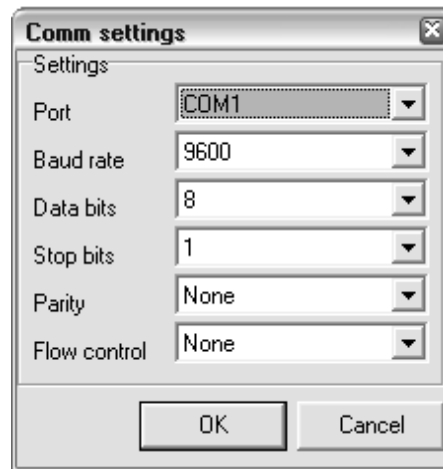 Comm settings
Settings
Port COM1
Baud rate 9600
Data bits 8
Stop bits 1
Parity None
Flow control None
OK Cancel